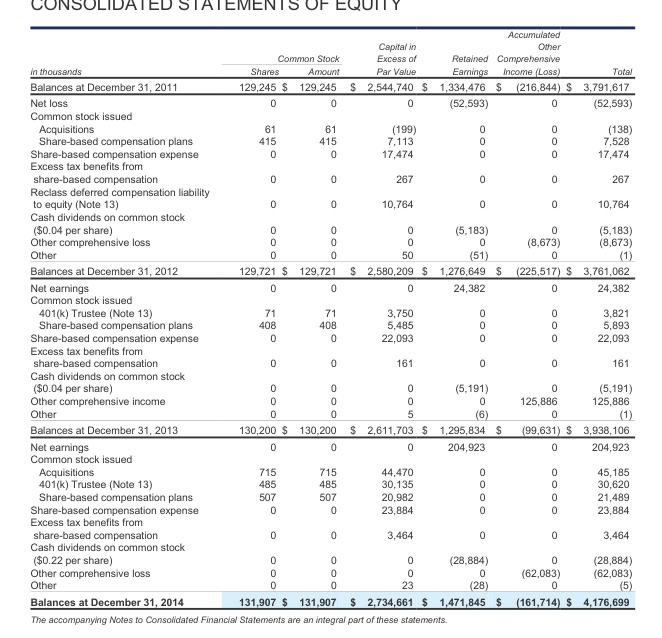 CONSOLIDATED STATEMENTS OF EQUITY
Accumulated
Capital in Other
Common Stock Excess of Retained Comprehensive
in thousands Shares Amount Par Value Earnings Income (Loss) Total
Balances at December 31, 2011 129,245 $ 129,245 $ 2,544,740 $ 1,334,476 $ (216,844) $ 3,791,617
Net loss 0 0 0 (52,593) 0 (52,593)
Common stock issued
Acquisitions 61 61 (199) 0 0 (138)
Share-based compensation plans 415 415 7,113 0 0 7,528
Share-based compensation expense 0 0 17,474 0 0 17,474
Excess tax benefits from
share-based compensation 0 0 267 0 0 267
Reclass deferred compensation liability
to equity (Note 13) 0 0 10,764 0 0 10,764
Cash dividends on common stock
($0.04 per share) 0 0 0 (5,183) 0 (5,183)
Other comprehensive loss 0 0 0 0 (8,673) (8,673)
Other 0 0 50 (51) 0 (1)
Balances at December 31, 2012 129,721 $ 129,721 $ 2,580,209 $ 1,276,649 $ (225,517) $ 3,761,062
Net earnings 0 0 0 24,382 0 24,382
Common stock issued
401(k) Trustee (Note 13) 71 71 3,750 0 0 3,821
Share-based compensation plans 408 408 5,485 0 0 5,893
Share-based compensation expense 0 0 22,093 0 0 22,093
Excess tax benefits from
share-based compensation 0 0 161 0 0 161
Cash dividends on common stock
($0.04 per share) 0 0 0 (5,191) 0 (5,191)
Other comprehensive income 0 0 0 0 125,886 125,886
Other 0 0 5 (6) 0 (1)
Balances at December 31, 2013 130,200 $ 130,200 $ 2,611,703 $ 1,295,834 $ (99,631) $ 3,938,106
Net earnings 0 0 0 204,923 0 204,923
Common stock issued
Acquisitions 715 715 44,470 0 0 45,185
401(k) Trustee (Note 13) 485 485 30,135 0 0 30,620
Share-based compensation plans 507 507 20,982 0 0 21,489
Share-based compensation expense 0 0 23,884 0 0 23,884
Excess tax benefits from
share-based compensation 0 0 3,464 0 0 3,464
Cash dividends on common stock
($0.22 per share) 0 0 0 (28,884) 0 (28,884)
Other comprehensive loss 0 0 0 0 (62,083) (62,083)
Other 0 0 23 (28) 0 (5)
Balances at December 31, 2014 131,907 $ 131,907 $ 2,734,661 $ 1,471,845 $ (161,714) $ 4,176,699
The accompanying Notes to Consolidated Financial Statements are an integral part of these statements.